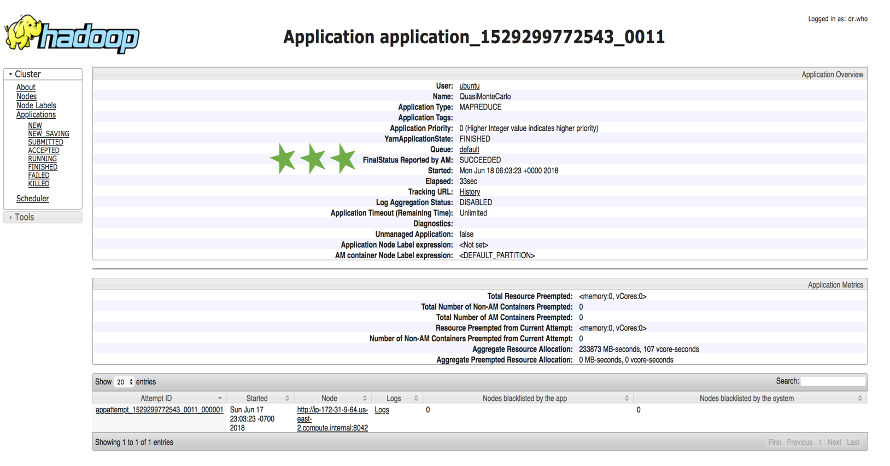 Logged in as: dr.who
hadoop
Application application_1529299772543_0011
Cluster
About
Nodes
Node Labels
Applications
NEW
NEW_SAVING
SUBMITTED
ACCEPTED
RUNNING
FINISHED
FAILED
KILLED
Scheduler
Tools
Application Overview
User: ubuntu
Name: QuasiMonteCarlo
Application Type: MAPREDUCE
Application Tags:
Application Priority: 0 (Higher Integer value indicates higher priority)
YarnApplicationState: FINISHED
Queue: default
FinalStatus Reported by AM: SUCCEEDED
Started: Mon Jun 18 06:03:23 +0000 2018
Elapsed: 33sec
Tracking URL: History
Log Aggregation Status: DISABLED
Application Timeout (Remaining Time): Unlimited
Diagnostics:
Unmanaged Application: false
Application Node Label expression: <Not set>
AM container Node Label expression: <DEFAULT_PARTITION>
Application Metrics
Total Resource Preempted: <memory:0, vCores:0>
Total Number of Non-AM Containers Preempted: 0
Total Number of AM Containers Preempted: 0
Resource Preempted from Current Attempt: <memory:0, vCores:0>
Number of Non-AM Containers Preempted from Current Attempt: 0
Aggregate Resource Allocation: 233873 MB-seconds, 107 vcore-seconds
Aggregate Preempted Resource Allocation: 0 MB-seconds, 0 vcore-seconds
Show 20 entries Search:
Attempt ID Started Node Logs Nodes blacklisted by the app Nodes blacklisted by the system
appattempt_1529299772543_0011_000001 Sun Jun 17 http://ip-172-31-9-64.us- Logs 0 0
23:03:23 -0700 east-
2018 2.compute.internal:8042
Showing 1 to 1 of 1 entries First Previous 1 Next Last